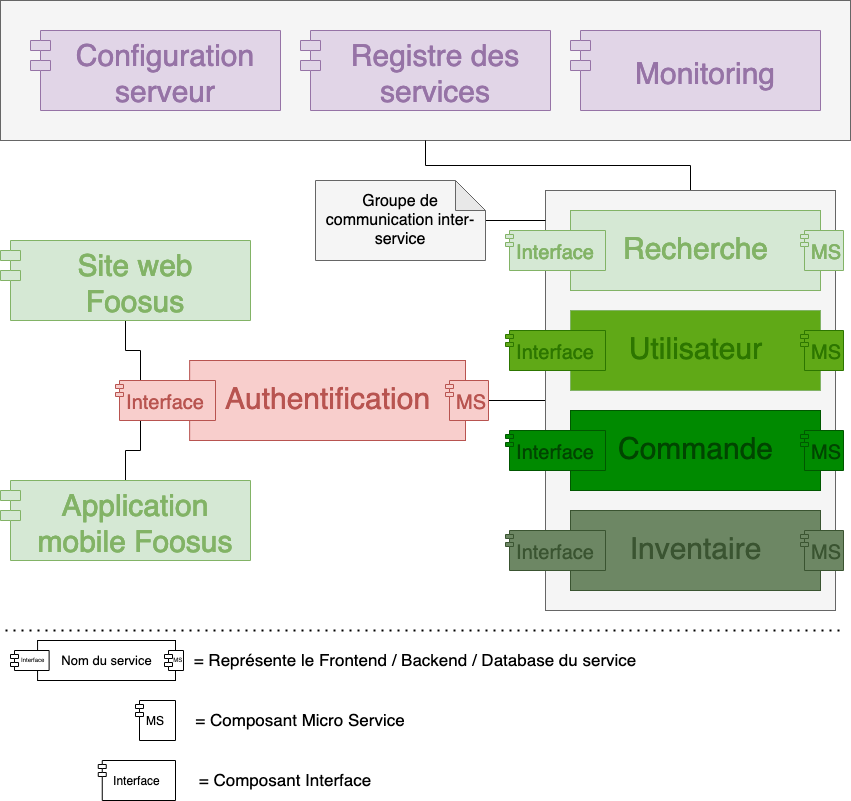 Configuration
serveur
Registre des
services
Monitoring
Groupe de
communication inter-
service
Interface
Recherche
MS
Site web
Foosus
Interface
Utilisateur
MS
Interface
Authentification
MS
Interface
Commande
MS
Application
mobile Foosus
Interface
Inventaire
MS
Interface
Nom du service
MS
= Représente le Frontend / Backend / Database du service
MS
= Composant Micro Service
Interface
= Composant Interface